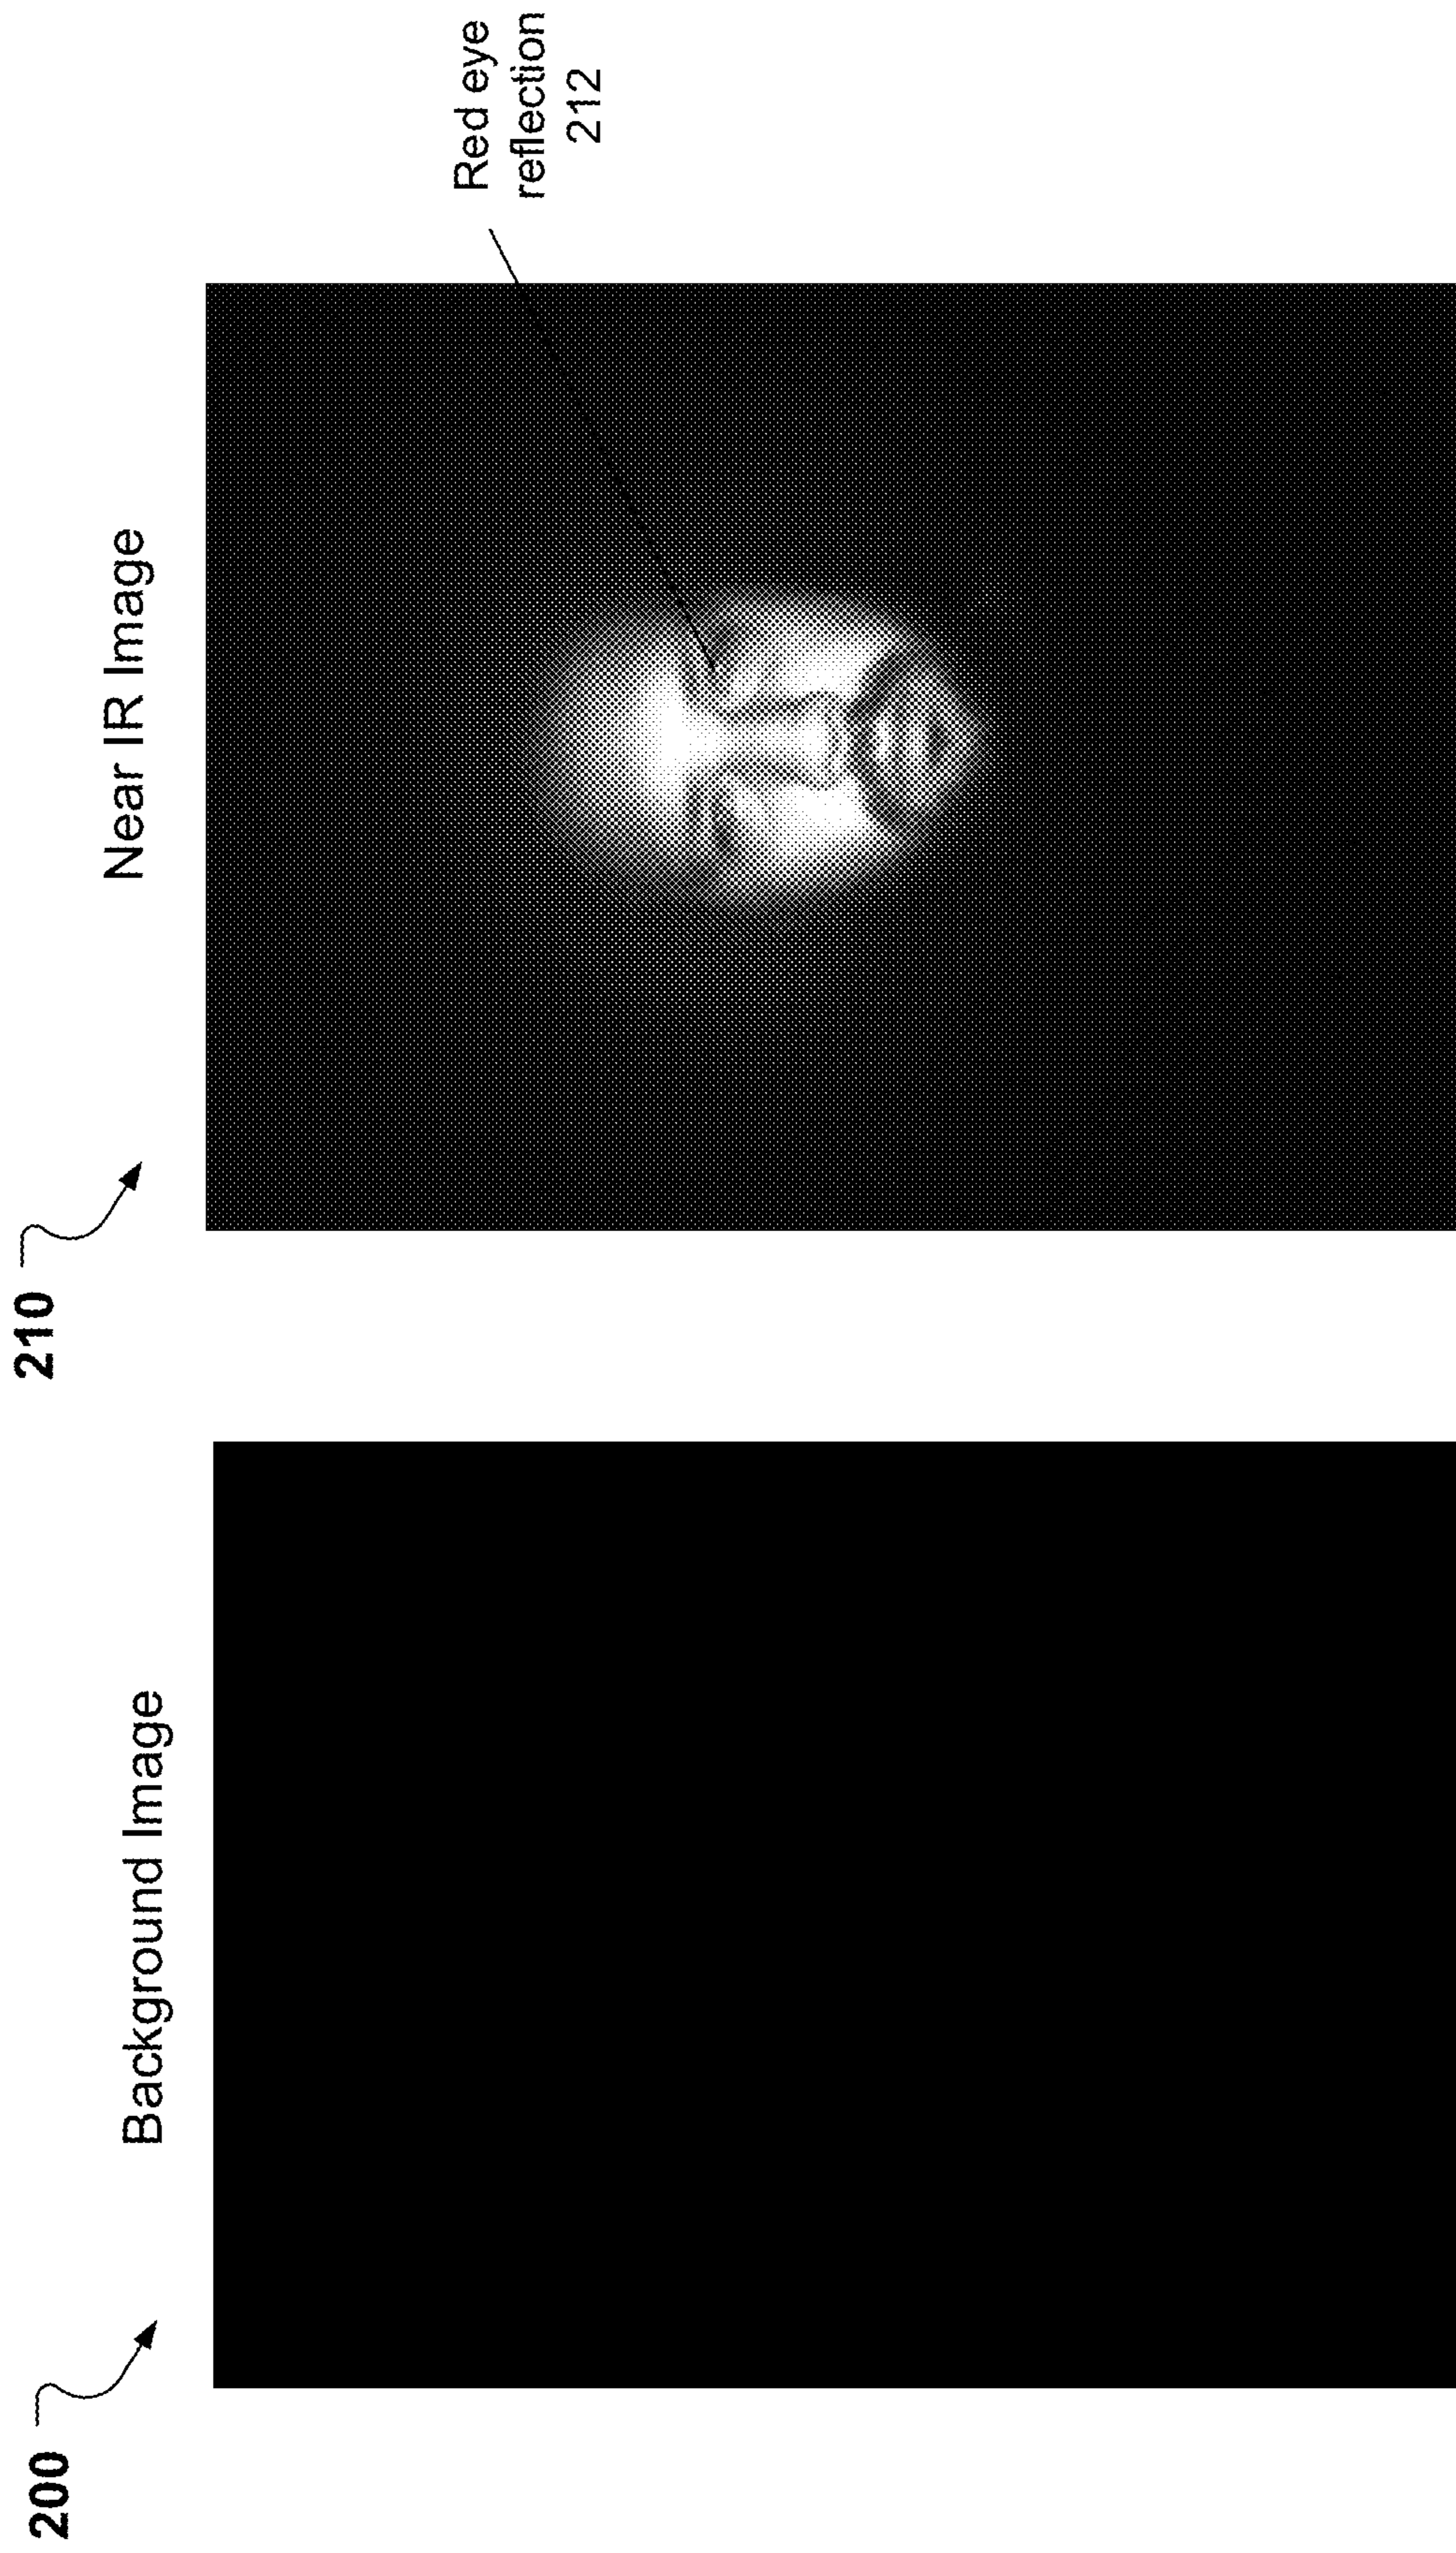 200
Background Image
210
Near IR Image
Red eye
reflection
212